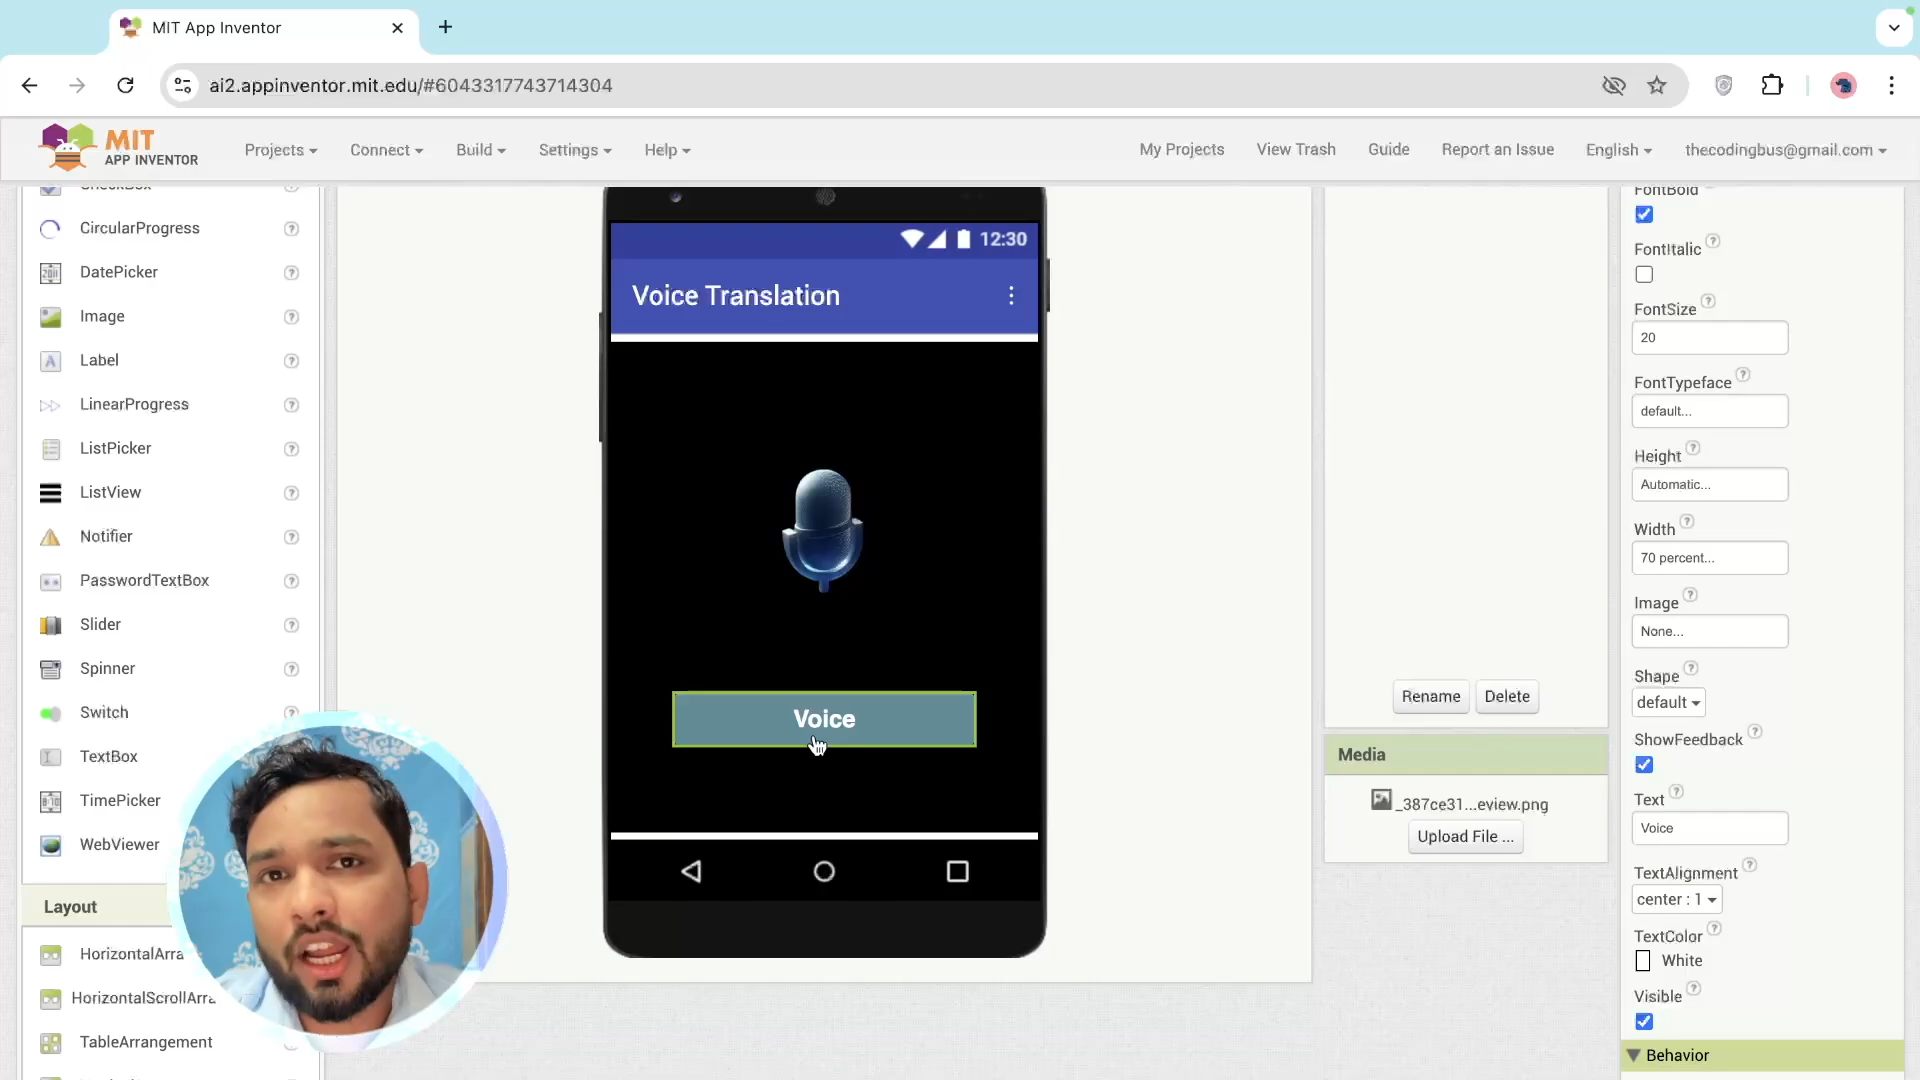 MIT App Inventor
ai2.appinventor.mit.edu/#6043317743714304
MIT
APP INVENTOR
Projects
Connect
Build
Settings
Help
My Projects
View Trash
Guide
Report an Issue
English
thecodingbus@gmail.com
CheckBox
CircularProgress
DatePicker
Image
Label
LinearProgress
ListPicker
ListView
Notifier
PasswordTextBox
Slider
Spinner
Switch
TextBox
TimePicker
WebViewer
Layout
HorizontalArra
HorizontalScrollArra
TableArrangement
12:30
Voice Translation
Voice
Rename
Delete
Media
_387ce31...eview.png
Upload File ...
FontBold
FontItalic
FontSize
20
FontTypeface
default...
Height
Automatic...
Width
70 percent...
Image
None...
Shape
default
ShowFeedback
Text
Voice
TextAlignment
center : 1
TextColor
White
Visible
Behavior